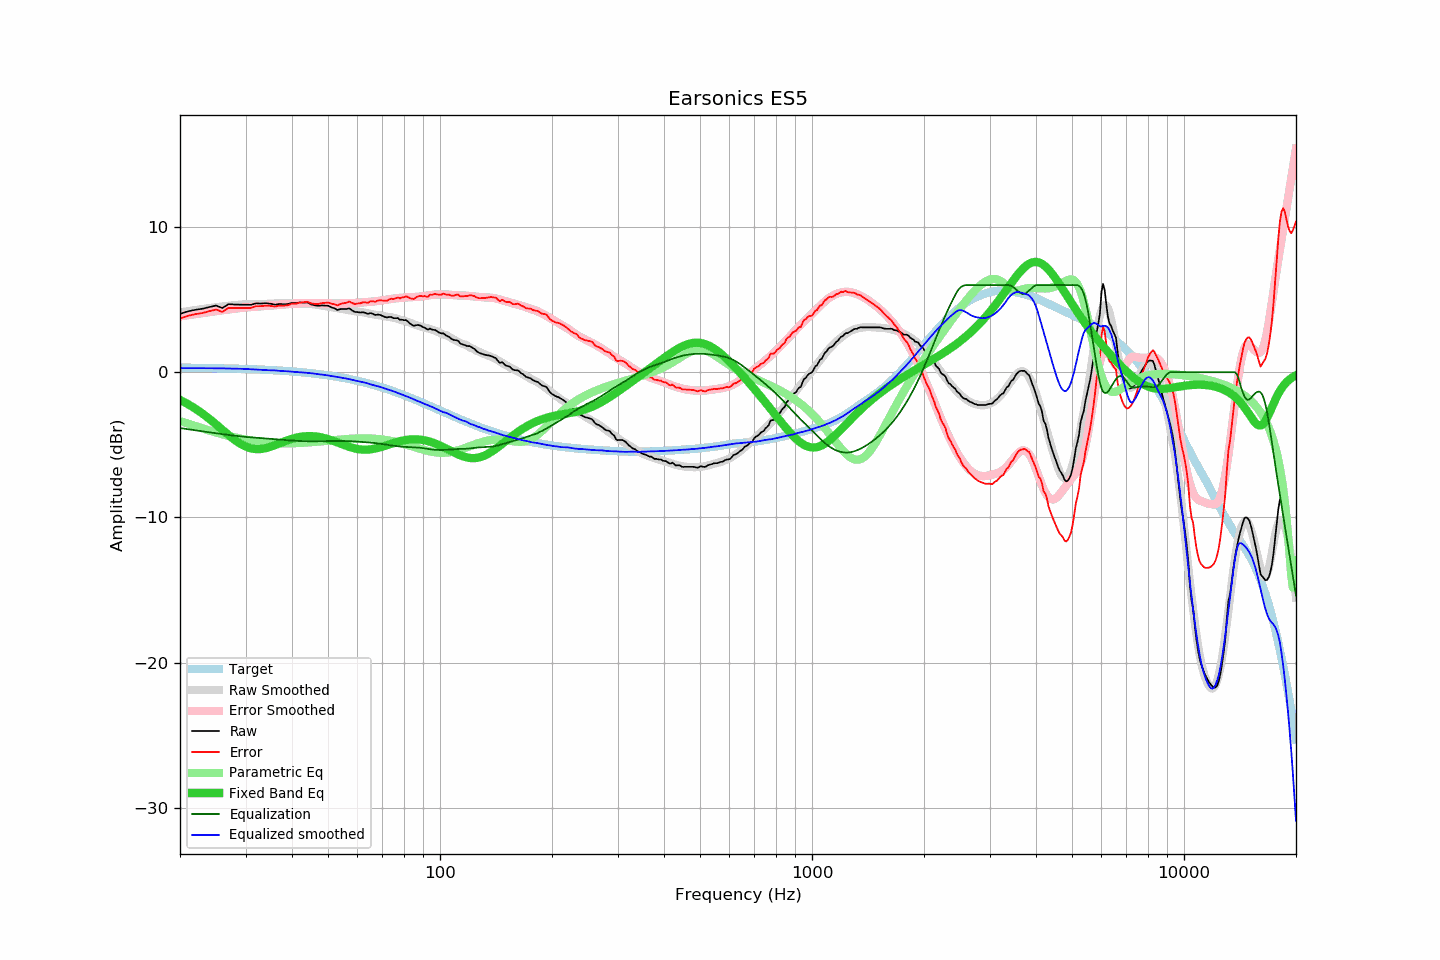 Earsonics ES5
Amplitude (dBr)
10
0
−10
−20
−30
Target
Raw Smoothed
Error Smoothed
Raw
Error
Parametric Eq
Fixed Band Eq
Equalization
Equalized smoothed
100
1000
10000
Frequency (Hz)